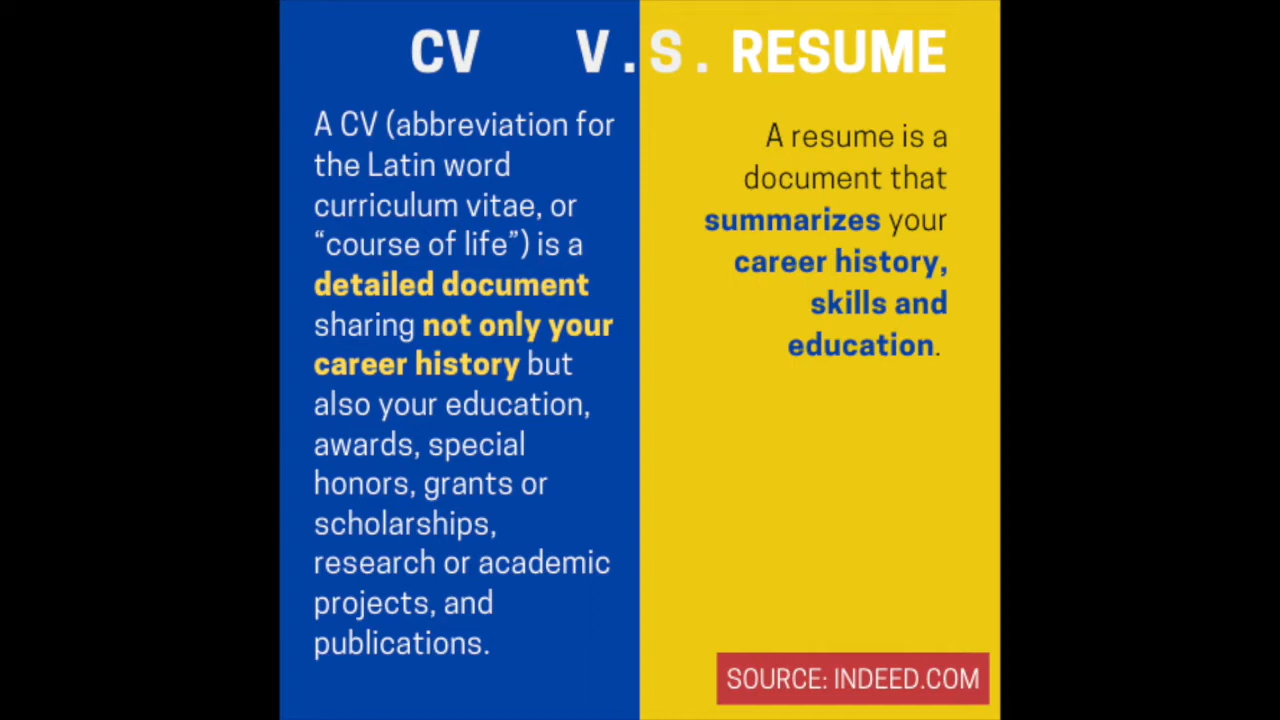 CV V.S. RESUME
A CV (abbreviation for
the Latin word
curriculum vitae, or
“course of life”) is a
detailed document
sharing not only your
career history but
also your education,
awards, special
honors, grants or
scholarships,
research or academic
projects, and
publications.
A resume is a
document that
summarizes your
career history,
skills and
education.
SOURCE: INDEED.COM